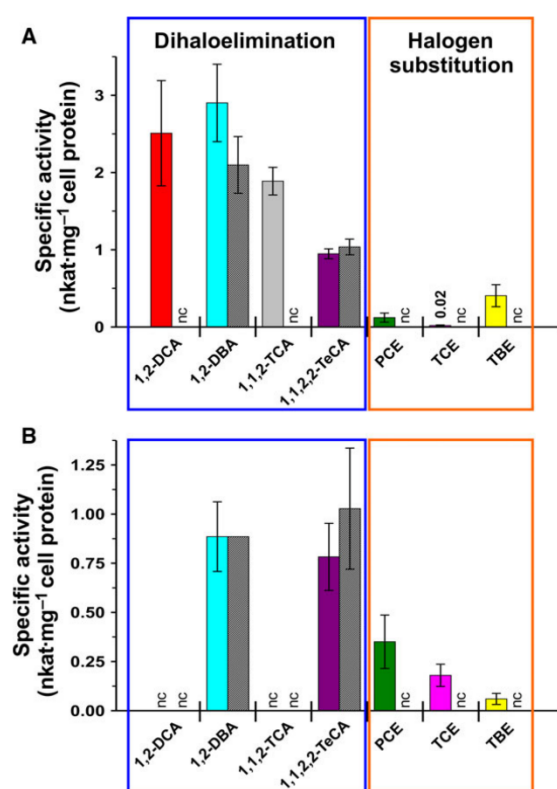 A
Dihaloelimination
Halogen
substitution
Specific activity
(nkat·mg⁻¹ cell protein)
3
2
1
0
nc
nc
nc
0.02
nc
nc
1,2-DCA
1,2-DBA
1,1,2-TCA
1,1,2,2-TeCA
PCE
TCE
TBE
B
Specific activity
(nkat·mg⁻¹ cell protein)
1.25
1.00
0.75
0.50
0.25
0.00
nc
nc
nc
nc
nc
nc
nc
1,2-DCA
1,2-DBA
1,1,2-TCA
1,1,2,2-TeCA
PCE
TCE
TBE